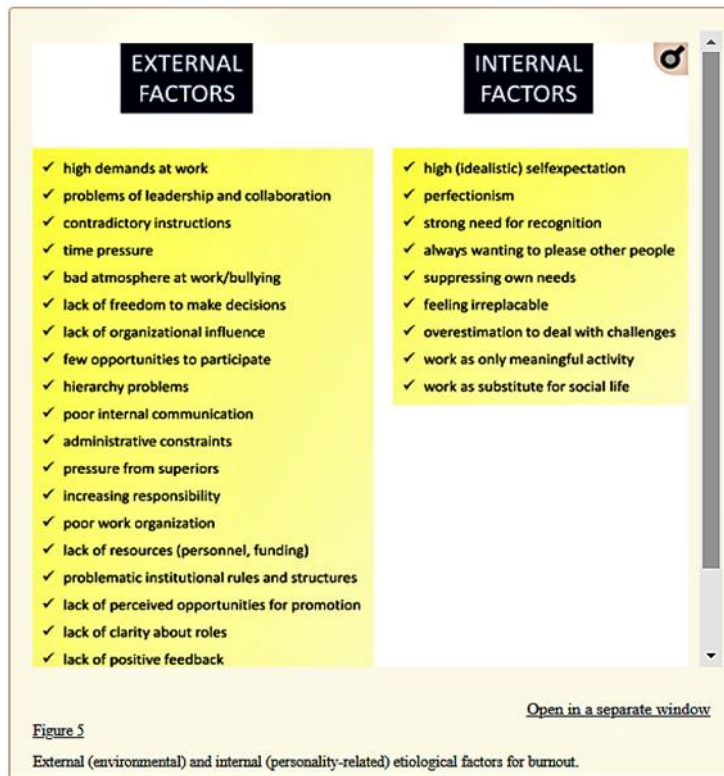 EXTERNAL
FACTORS
✓ high demands at work
✓ problems of leadership and collaboration
✓ contradictory instructions
✓ time pressure
✓ bad atmosphere at work/bullying
✓ lack of freedom to make decisions
✓ lack of organizational influence
✓ few opportunities to participate
✓ hierarchy problems
✓ poor internal communication
✓ administrative constraints
✓ pressure from superiors
✓ increasing responsibility
✓ poor work organization
✓ lack of resources (personnel, funding)
✓ problematic institutional rules and structures
✓ lack of perceived opportunities for promotion
✓ lack of clarity about roles
✓ lack of positive feedback
INTERNAL
FACTORS
✓ high (idealistic) selfexpectation
✓ perfectionism
✓ strong need for recognition
✓ always wanting to please other people
✓ suppressing own needs
✓ feeling irreplacable
✓ overestimation to deal with challenges
✓ work as only meaningful activity
✓ work as substitute for social life
Open in a separate window
Figure 5
External (environmental) and internal (personality-related) etiological factors for burnout.